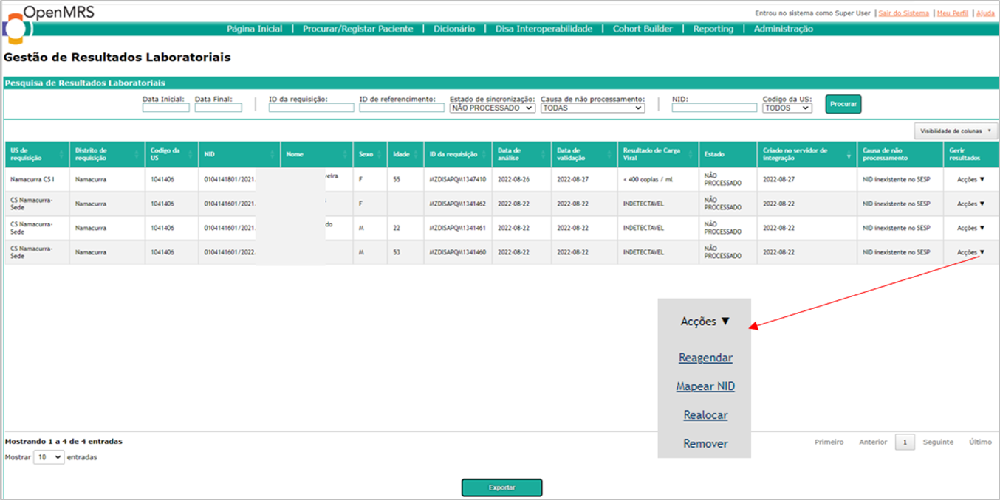 OpenMRS
Entrou no sistema como Super User | Sair do Sistema | Meu Perfil | Ajuda
Página Inicial | Procurar/Registar Paciente | Dicionário | Disa Interoperabilidade | Cohort Builder | Reporting | Administração
Gestão de Resultados Laboratoriais
Pesquisa de Resultados Laboratoriais
Data Inicial: Data Final: ID da requisição: ID de referencimento: Estado de sincronização: Causa de não processamento: NID: Codigo da US:
NÃO PROCESSADO TODAS TODOS Procurar
Visibilidade de colunas
US de requisição Distrito de requisição Codigo da US NID Nome Sexo Idade ID da requisição Data de análise Data de validação Resultado de Carga Viral Estado Criado no servidor de integração Causa de não processamento Gerir resultados
Namacurra CS I Namacurra 1041406 0104141801/2021. veira F 55 MZDISAPQM1347410 2022-08-26 2022-08-27 < 400 copias / ml NÃO PROCESSADO 2022-08-27 NID inexistente no SESP Acções ▼
CS Namacurra-Sede Namacurra 1041406 0104141601/2021. F MZDISAPQM1341462 2022-08-22 2022-08-22 INDETECTAVEL NÃO PROCESSADO 2022-08-22 NID inexistente no SESP Acções ▼
CS Namacurra-Sede Namacurra 1041406 0104141601/2021. do M 22 MZDISAPQM1341461 2022-08-22 2022-08-22 INDETECTAVEL NÃO PROCESSADO 2022-08-22 NID inexistente no SESP Acções ▼
CS Namacurra-Sede Namacurra 1041406 0104141601/2022. M 53 MZDISAPQM1341460 2022-08-22 2022-08-22 INDETECTAVEL NÃO PROCESSADO 2022-08-22 NID inexistente no SESP Acções ▼
Acções ▼
Reagendar
Mapear NID
Realocar
Remover
Mostrando 1 a 4 de 4 entradas
Primeiro Anterior 1 Seguinte Último
Mostrar 10 entradas
Exportar